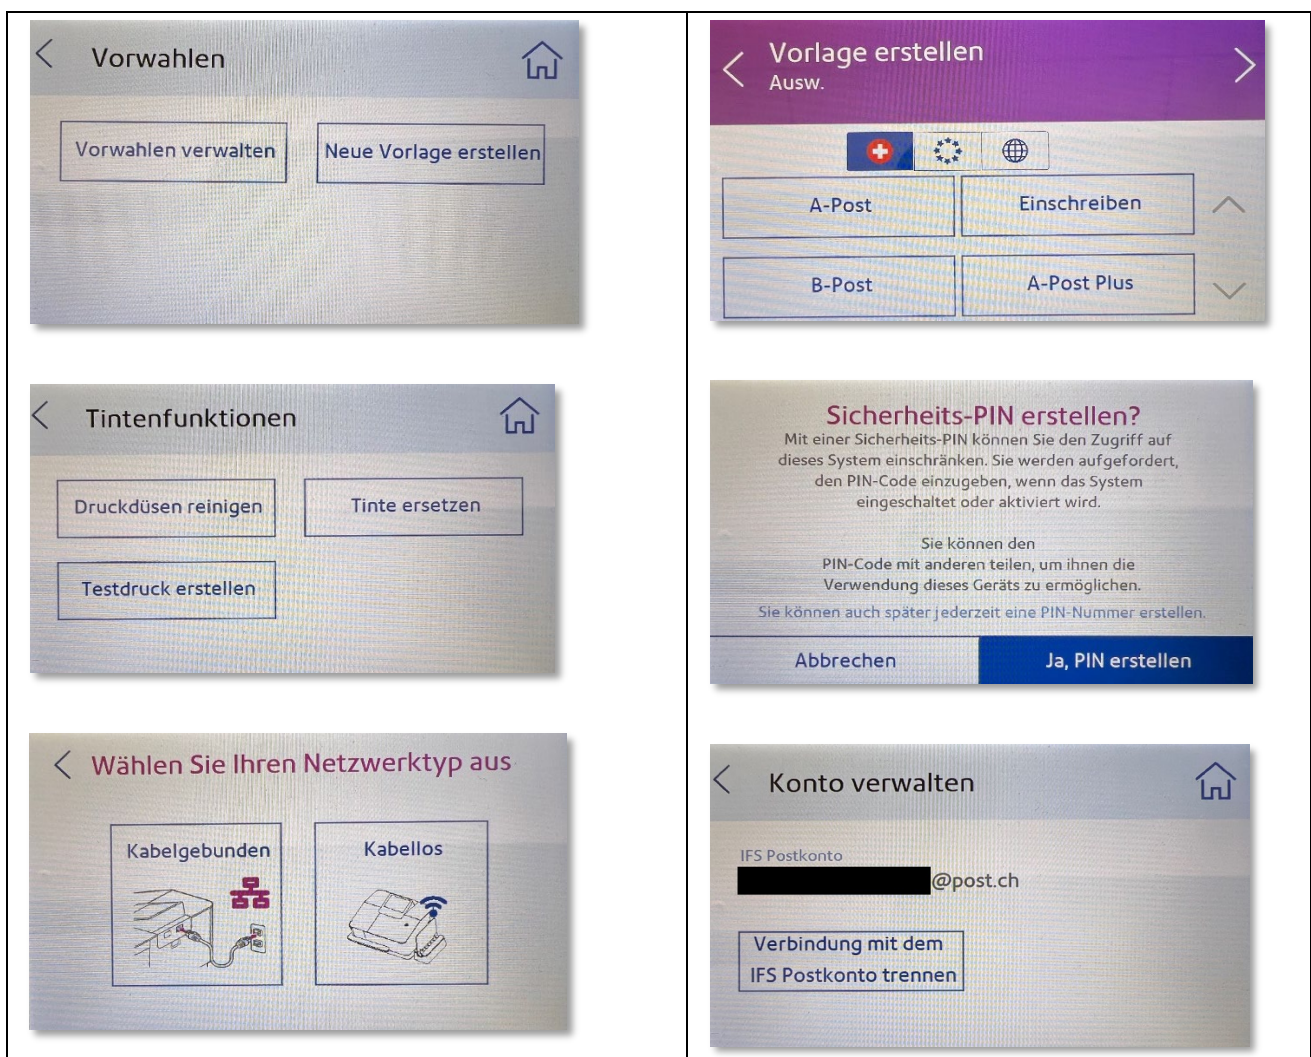 Vorwahlen
Vorwahlen verwalten
Neue Vorlage erstellen
Tintenfunktionen
Druckdüsen reinigen
Tinte ersetzen
Testdruck erstellen
Wählen Sie Ihren Netzwerktyp aus
Kabelgebunden
Kabellos
Vorlage erstellen
Ausw.
A-Post
Einschreiben
B-Post
A-Post Plus
Sicherheits-PIN erstellen?
Mit einer Sicherheits-PIN können Sie den Zugriff auf
dieses System einschränken. Sie werden aufgefordert,
den PIN-Code einzugeben, wenn das System
eingeschaltet oder aktiviert wird.
Sie können den
PIN-Code mit anderen teilen, um ihnen die
Verwendung dieses Geräts zu ermöglichen.
Sie können auch später jederzeit eine PIN-Nummer erstellen.
Abbrechen
Ja, PIN erstellen
Konto verwalten
IFS Postkonto
@post.ch
Verbindung mit dem
IFS Postkonto trennen